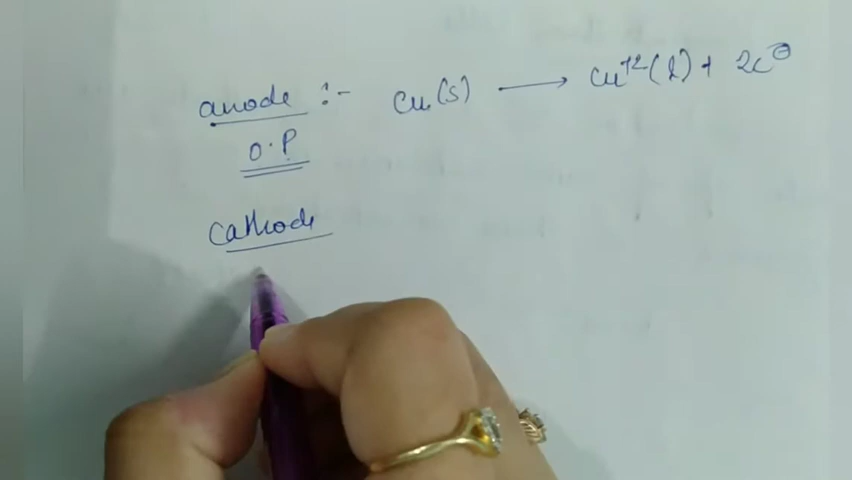 anode :- Cu(s) ⟶ Cu⁺²(l) + 2e⊖
O.P
Cathode